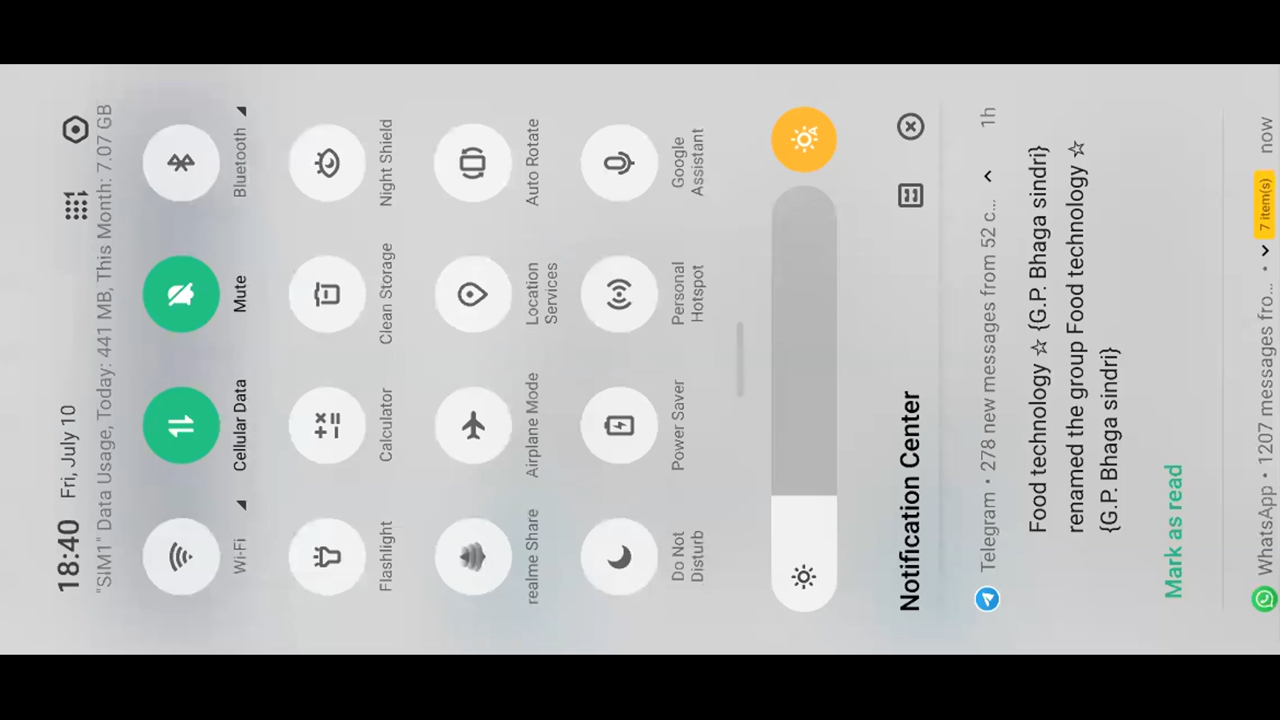 18:40 Fri, July 10
"SIM1" Data Usage, Today: 441 MB, This Month: 7.07 GB
Wi-Fi
Cellular Data
Mute
Bluetooth
Flashlight
Calculator
Clean Storage
Night Shield
realme Share
Airplane Mode
Location
Services
Auto Rotate
Do Not
Disturb
Power Saver
Personal
Hotspot
Google
Assistant
Notification Center
Telegram • 278 new messages from 52 c... 1h
Food technology ☆ {G.P. Bhaga sindri}
renamed the group Food technology ☆
{G.P. Bhaga sindri}
Mark as read
WhatsApp • 1207 messages fro... • 7 item(s) now